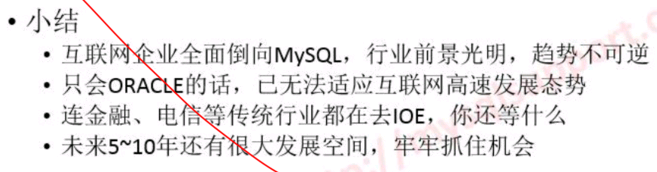 • 小结
• 互联网企业全面倒向MySQL，行业前景光明，趋势不可逆
• 只会ORACLE的话，已无法适应互联网高速发展态势
• 连金融、电信等传统行业都在去IOE，你还等什么
• 未来5~10年还有很大发展空间，牢牢抓住机会